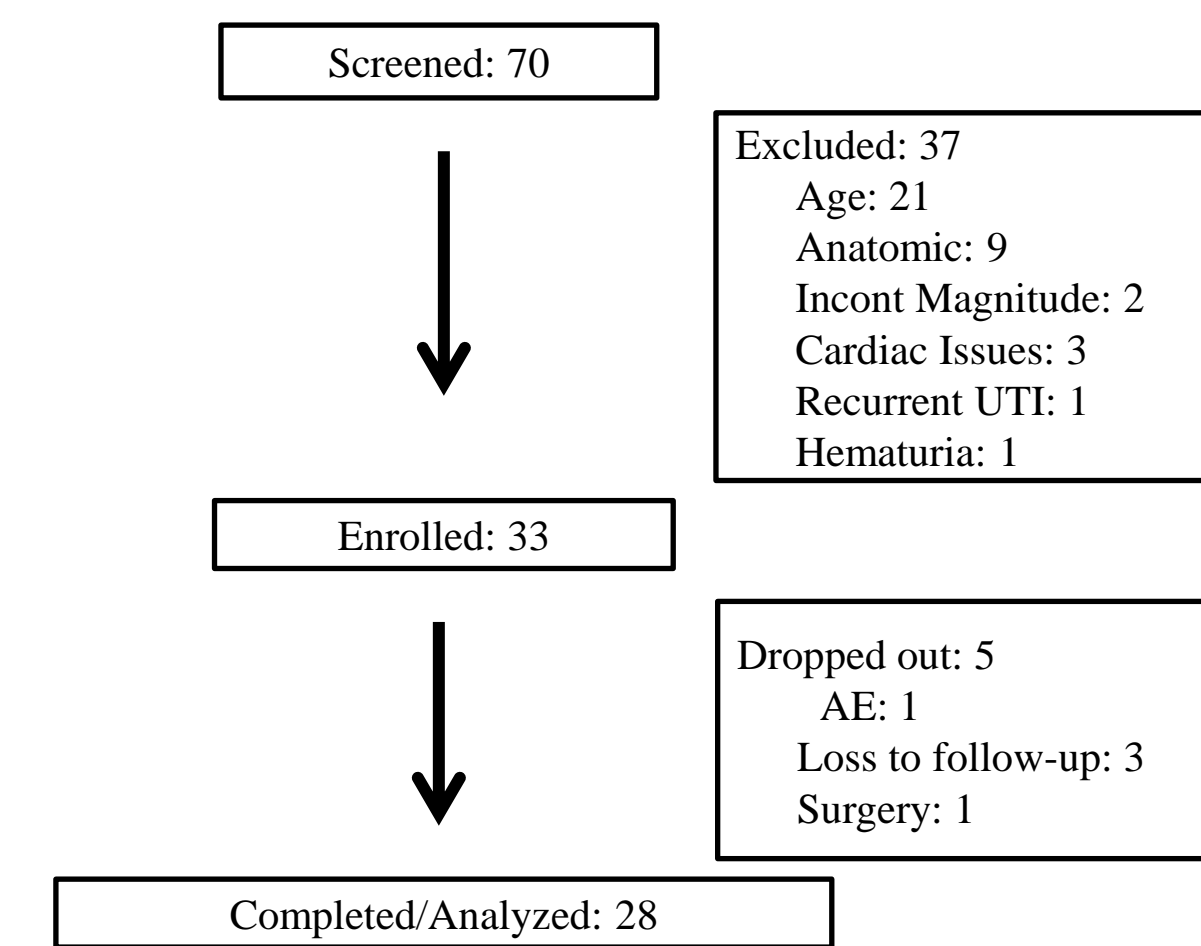 Screened: 70
Excluded: 37
Age: 21
Anatomic: 9
Incont Magnitude: 2
Cardiac Issues: 3
Recurrent UTI: 1
Hematuria: 1
Enrolled: 33
Dropped out: 5
AE: 1
Loss to follow-up: 3
Surgery: 1
Completed/Analyzed: 28